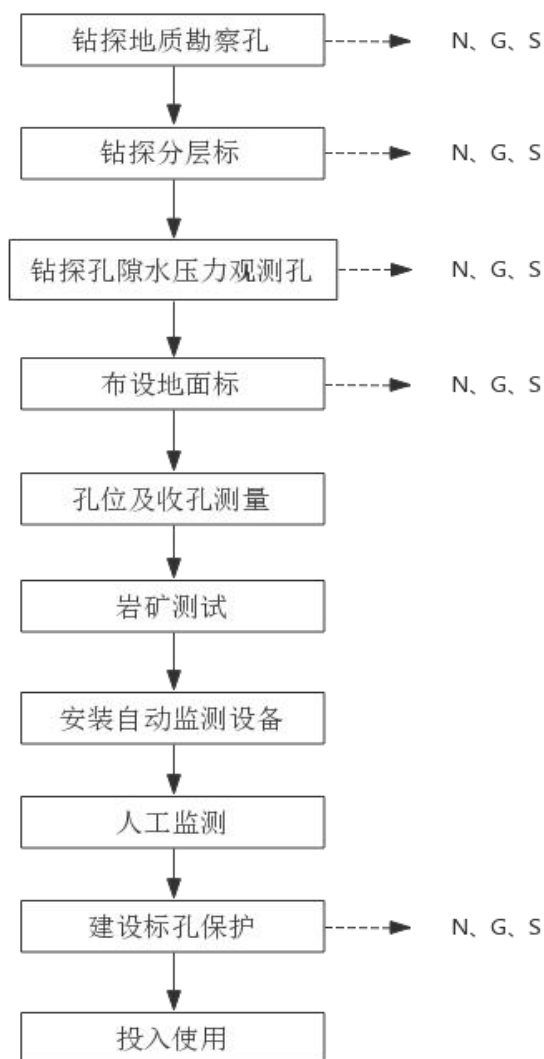 钻探地质勘察孔 N、G、S
钻探分层标 N、G、S
钻探孔隙水压力观测孔 N、G、S
布设地面标 N、G、S
孔位及收孔测量
岩矿测试
安装自动监测设备
人工监测
建设标孔保护 N、G、S
投入使用